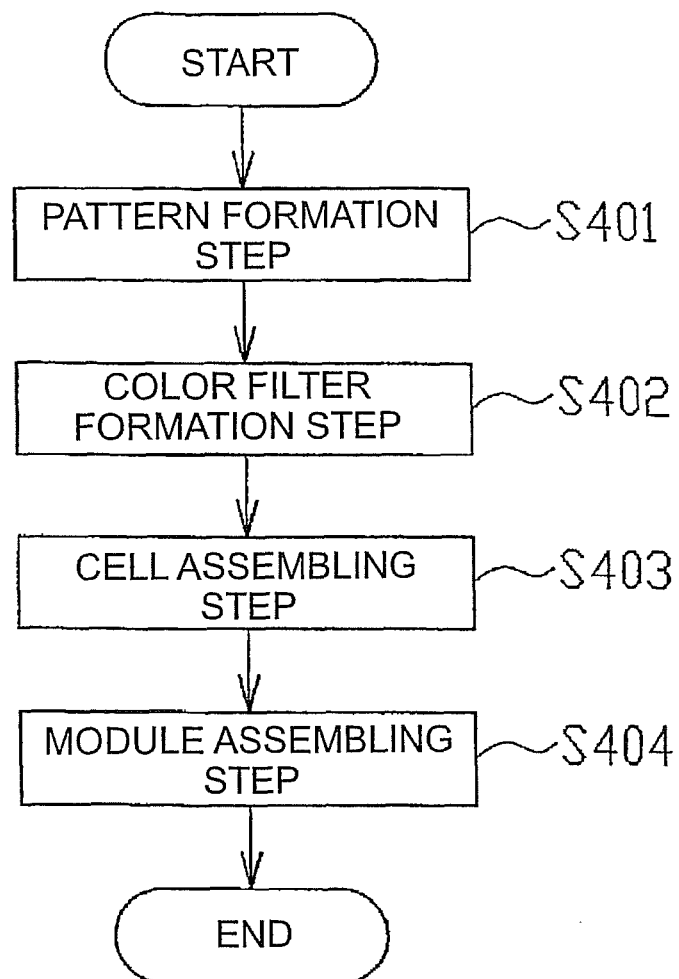 START
PATTERN FORMATION
STEP
S401
COLOR FILTER
FORMATION STEP
S402
CELL ASSEMBLING
STEP
S403
MODULE ASSEMBLING
STEP
S404
END